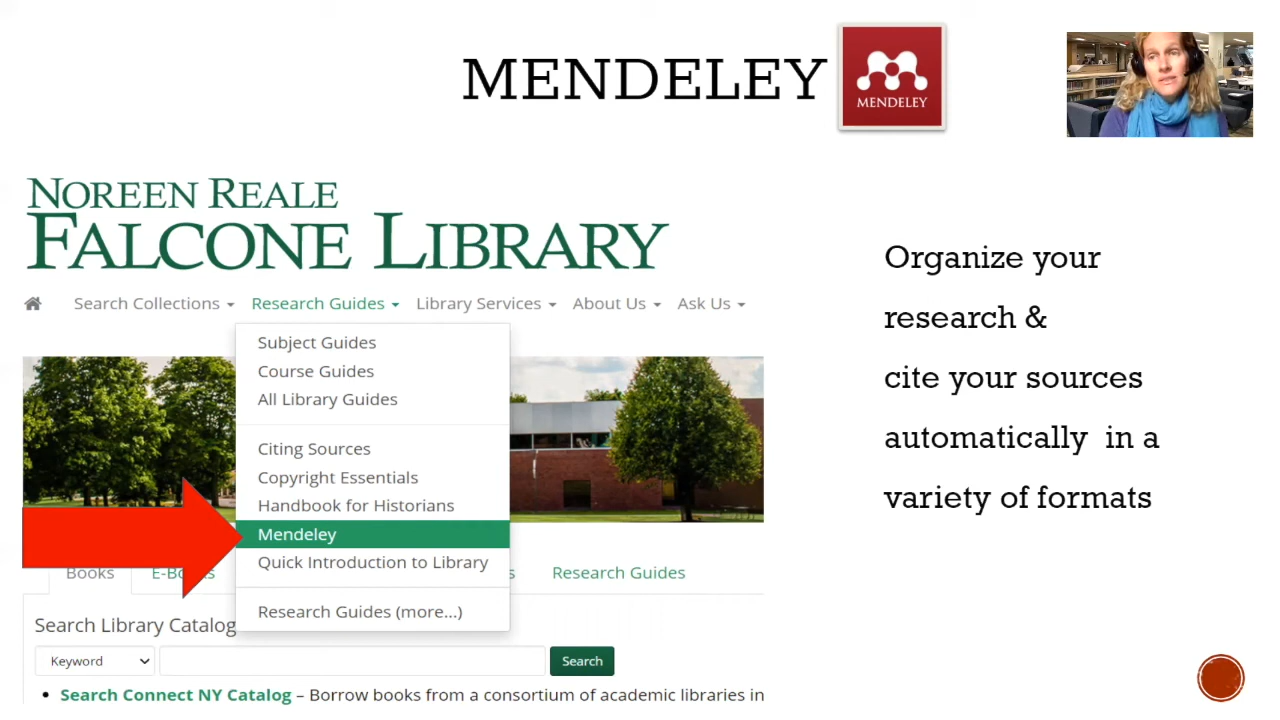 MENDELEY
MENDELEY
NOREEN REALE
FALCONE LIBRARY
Search Collections Research Guides Library Services About Us Ask Us
Subject Guides
Course Guides
All Library Guides
Citing Sources
Copyright Essentials
Handbook for Historians
Mendeley
Quick Introduction to Library
Research Guides (more...)
Books Research Guides
Search Library Catalog
Keyword Search
• Search Connect NY Catalog – Borrow books from a consortium of academic libraries in
Organize your
research &
cite your sources
automatically in a
variety of formats